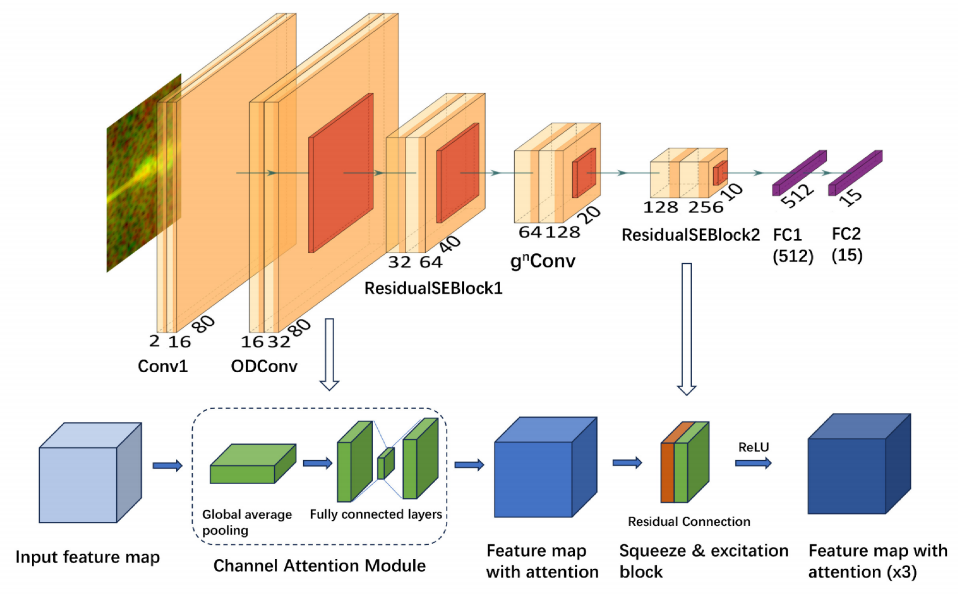 2 16 80
Conv1
16 32 80
ODConv
32 64 40
ResidualSEBlock1
64 128 20
gⁿConv
128 256 10
ResidualSEBlock2
512
FC1
(512)
15
FC2
(15)
Input feature map
Global average
pooling
Fully connected layers
Channel Attention Module
Feature map
with attention
Residual Connection
Squeeze & excitation
block
ReLU
Feature map with
attention (x3)